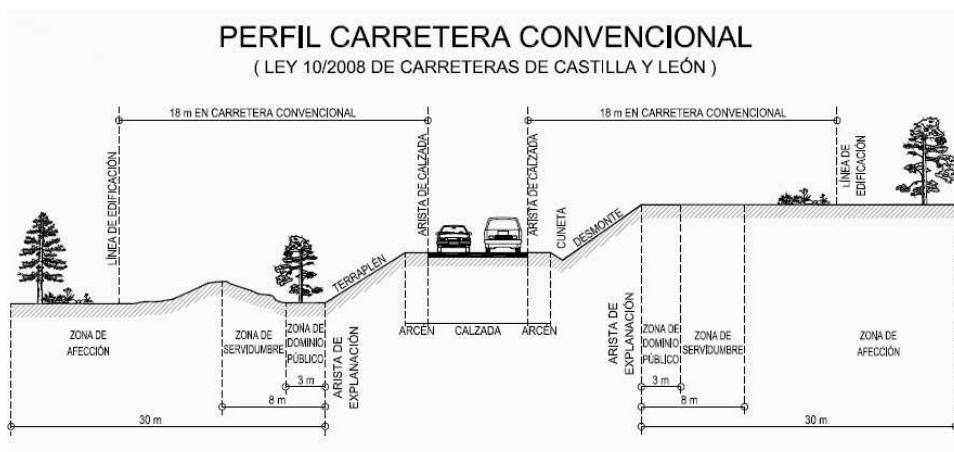 PERFIL CARRETERA CONVENCIONAL
( LEY 10/2008 DE CARRETERAS DE CASTILLA Y LEÓN )
18 m EN CARRETERA CONVENCIONAL
18 m EN CARRETERA CONVENCIONAL
LÍNEA DE EDIFICACIÓN
ARISTA DE CALZADA
ARISTA DE CALZADA
LÍNEA DE
EDIFICACIÓN
TERRAPLÉN
CUNETA
DESMONTE
ARCÉN
CALZADA
ARCÉN
ZONA DE
AFECCIÓN
ZONA DE
SERVIDUMBRE
ZONA DE
DOMINIO
PÚBLICO
ARISTA DE
EXPLANACIÓN
ARISTA DE
EXPLANACIÓN
ZONA DE
DOMINIO
PÚBLICO
ZONA DE
SERVIDUMBRE
ZONA DE
AFECCIÓN
3 m
8 m
30 m
3 m
8 m
30 m